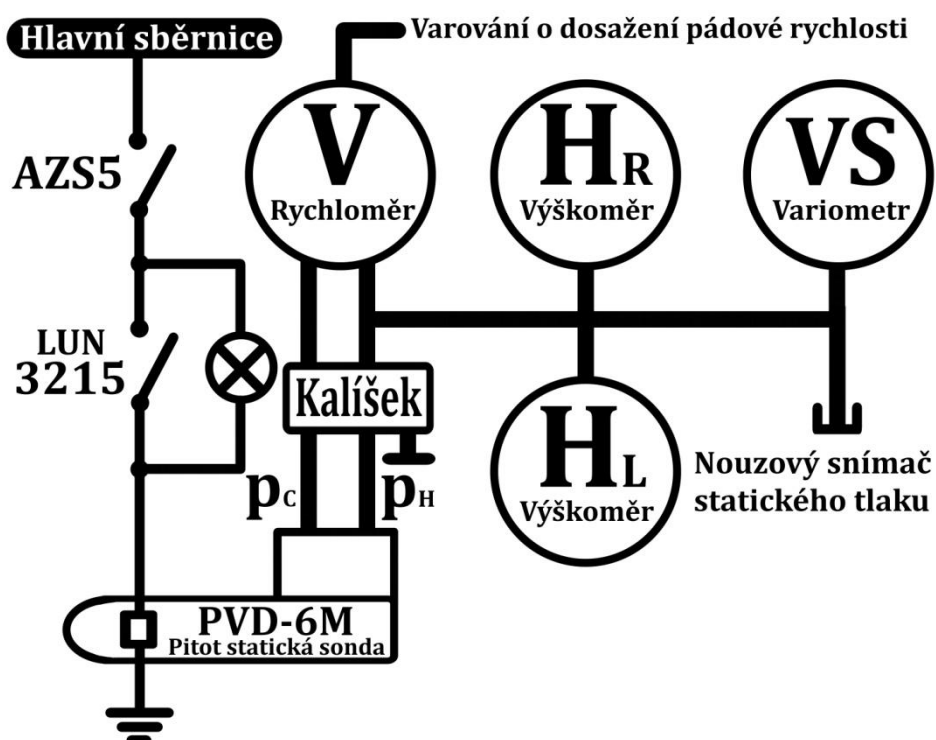 Hlavní sběrnice
Varování o dosažení pádové rychlosti
AZS5
V
Rychloměr
HR
Výškoměr
VS
Variometr
LUN
3215
Kalíšek
HL
Výškoměr
Nouzový snímač
statického tlaku
pC
pH
PVD-6M
Pitot statická sonda